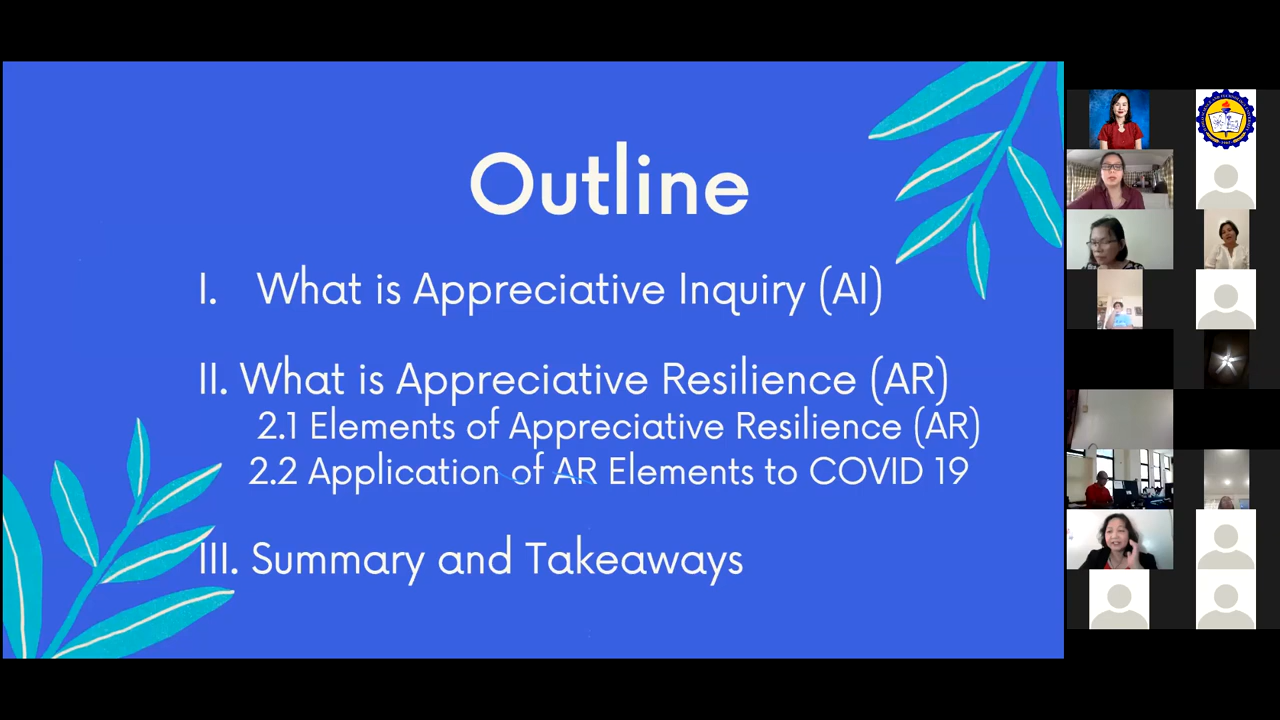 Outline
I. What is Appreciative Inquiry (AI)
II. What is Appreciative Resilience (AR)
2.1 Elements of Appreciative Resilience (AR)
2.2 Application of AR Elements to COVID 19
III. Summary and Takeaways